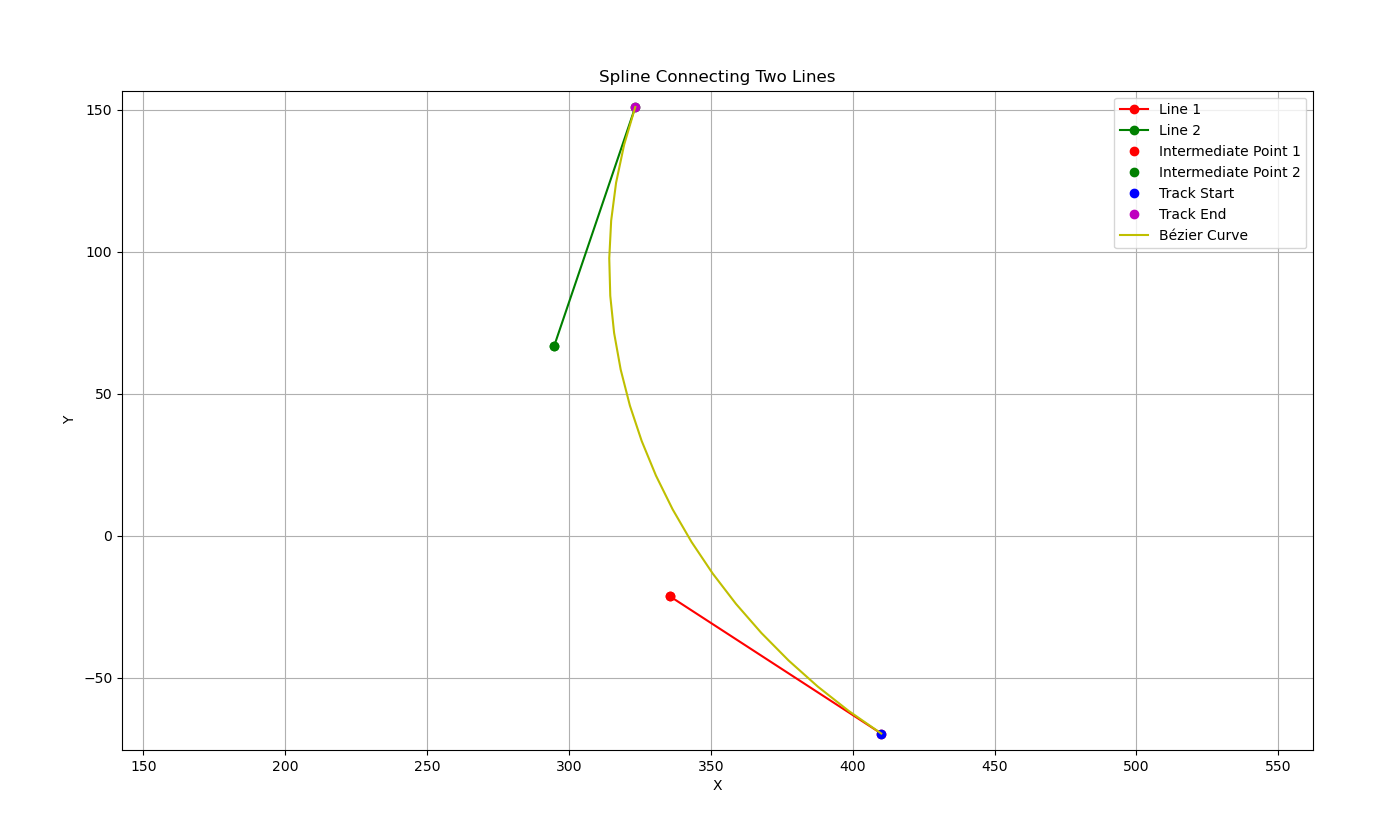 Spline Connecting Two Lines
Line 1
Line 2
Intermediate Point 1
Intermediate Point 2
Track Start
Track End
Bézier Curve
150
100
50
0
−50
Y
150 200 250 300 350 400 450 500 550
X